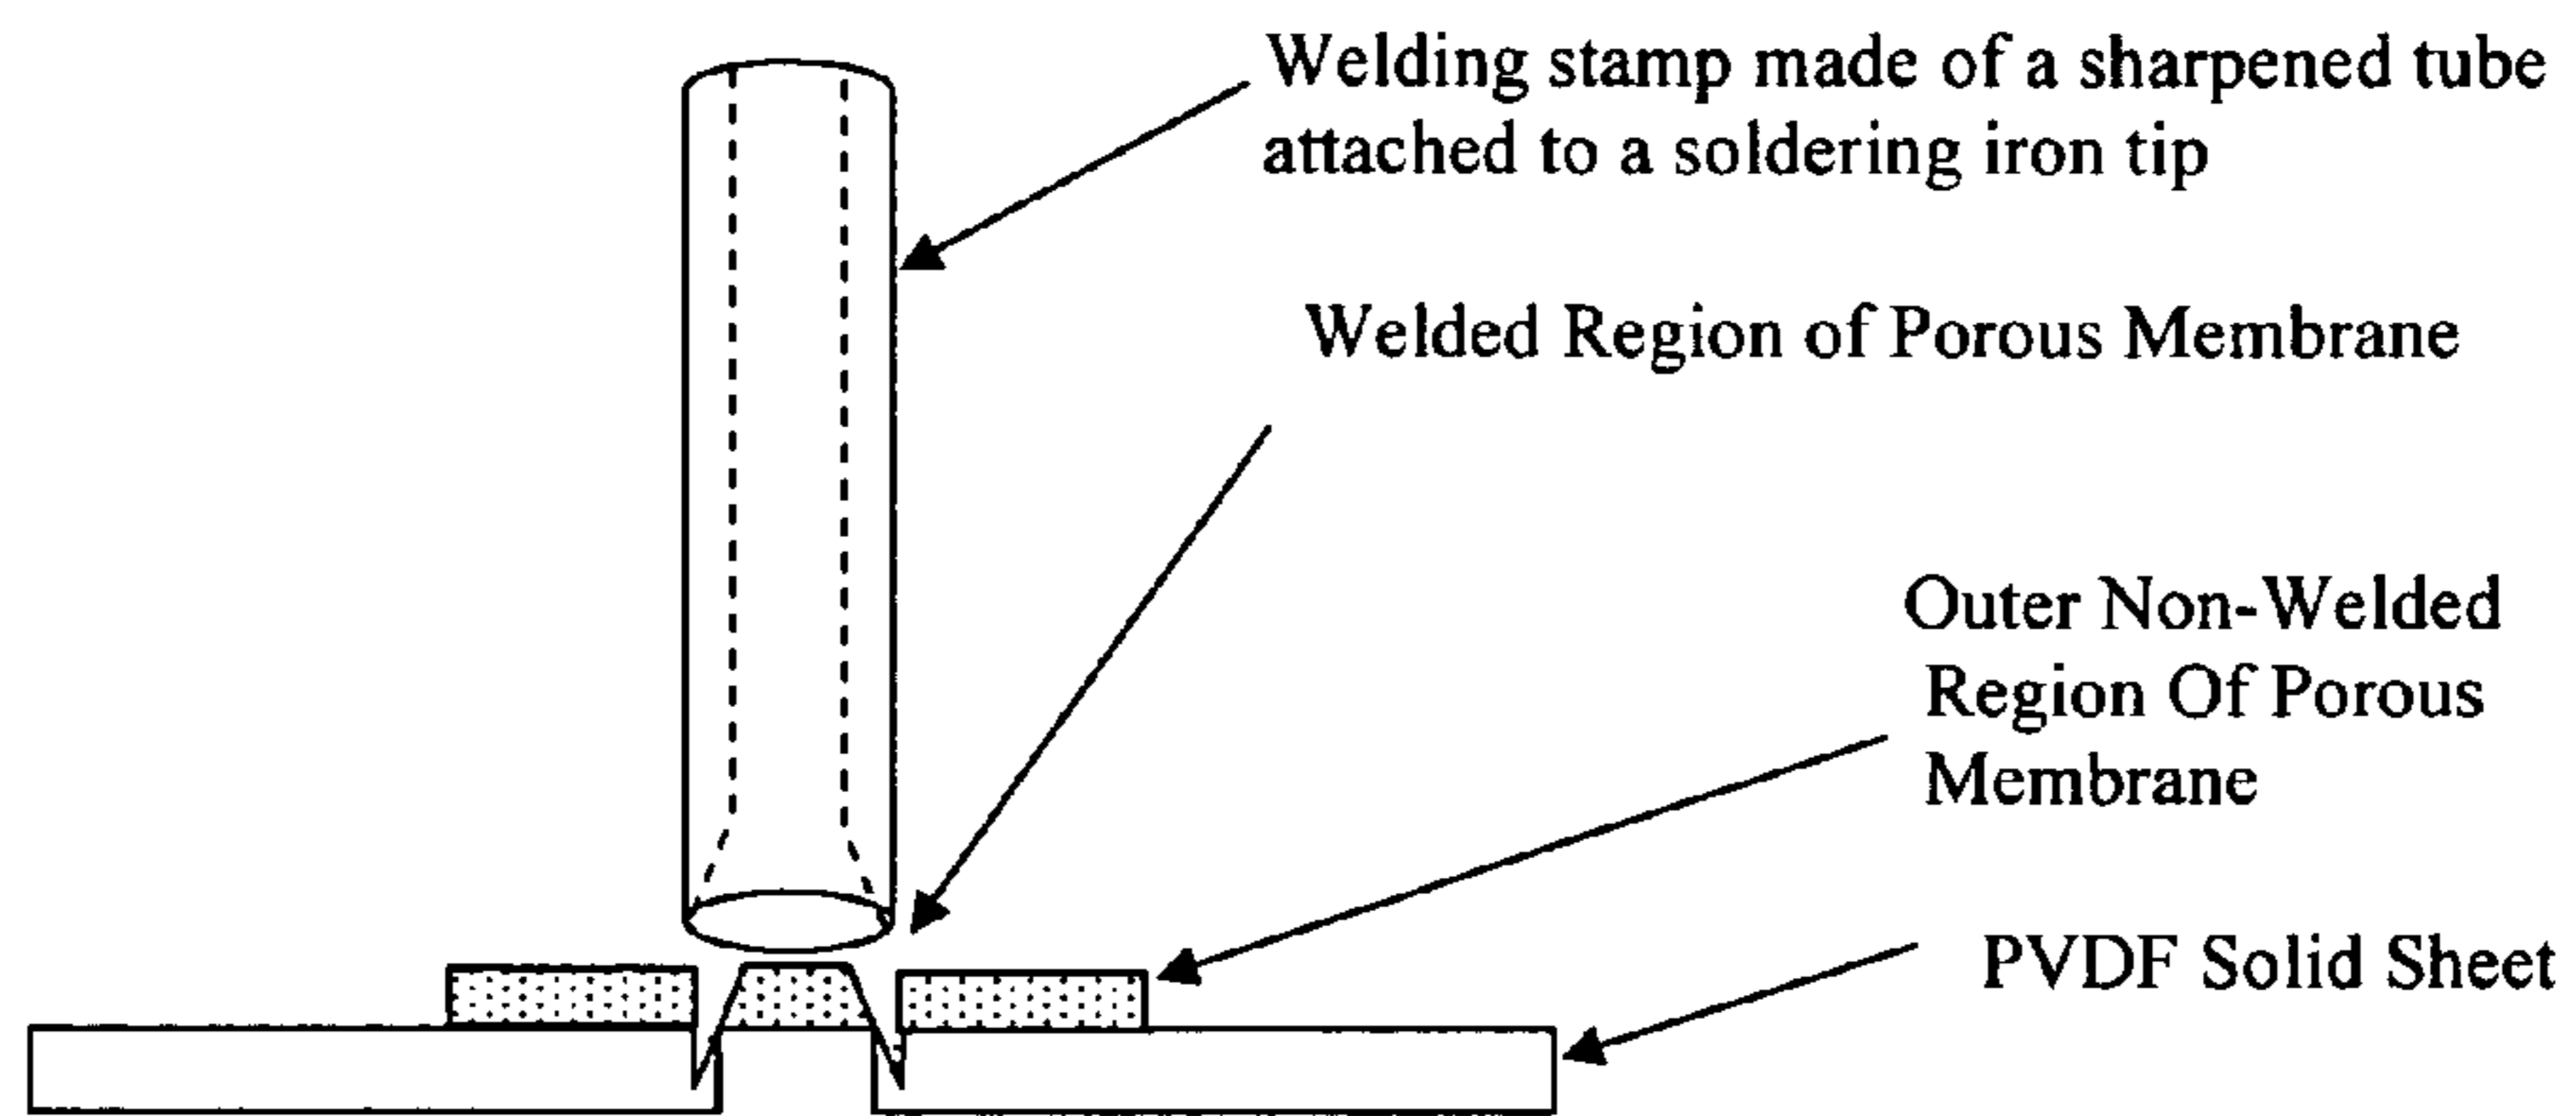 Welding stamp made of a sharpened tube
attached to a soldering iron tip
Welded Region of Porous Membrane
Outer Non-Welded
Region Of Porous
Membrane
PVDF Solid Sheet